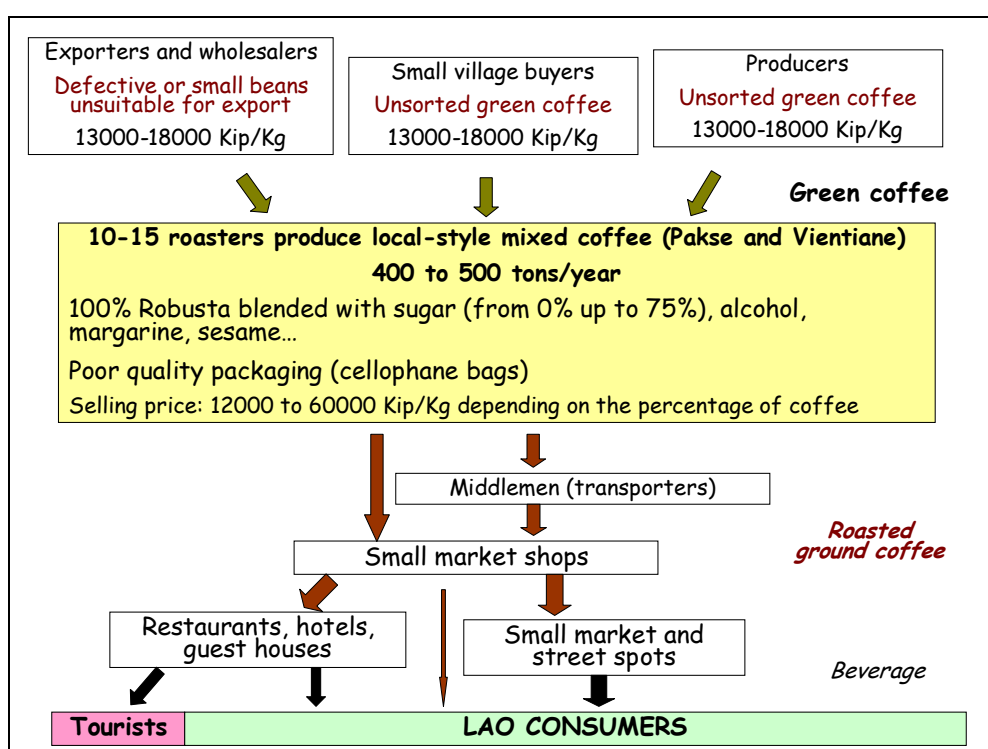 Exporters and wholesalers
Defective or small beans
unsuitable for export
13000-18000 Kip/Kg
Small village buyers
Unsorted green coffee
13000-18000 Kip/Kg
Producers
Unsorted green coffee
13000-18000 Kip/Kg
Green coffee
10-15 roasters produce local-style mixed coffee (Pakse and Vientiane)
400 to 500 tons/year
100% Robusta blended with sugar (from 0% up to 75%), alcohol,
margarine, sesame…
Poor quality packaging (cellophane bags)
Selling price: 12000 to 60000 Kip/Kg depending on the percentage of coffee
Middlemen (transporters)
Roasted
ground coffee
Small market shops
Restaurants, hotels,
guest houses
Small market and
street spots
Beverage
Tourists
LAO CONSUMERS